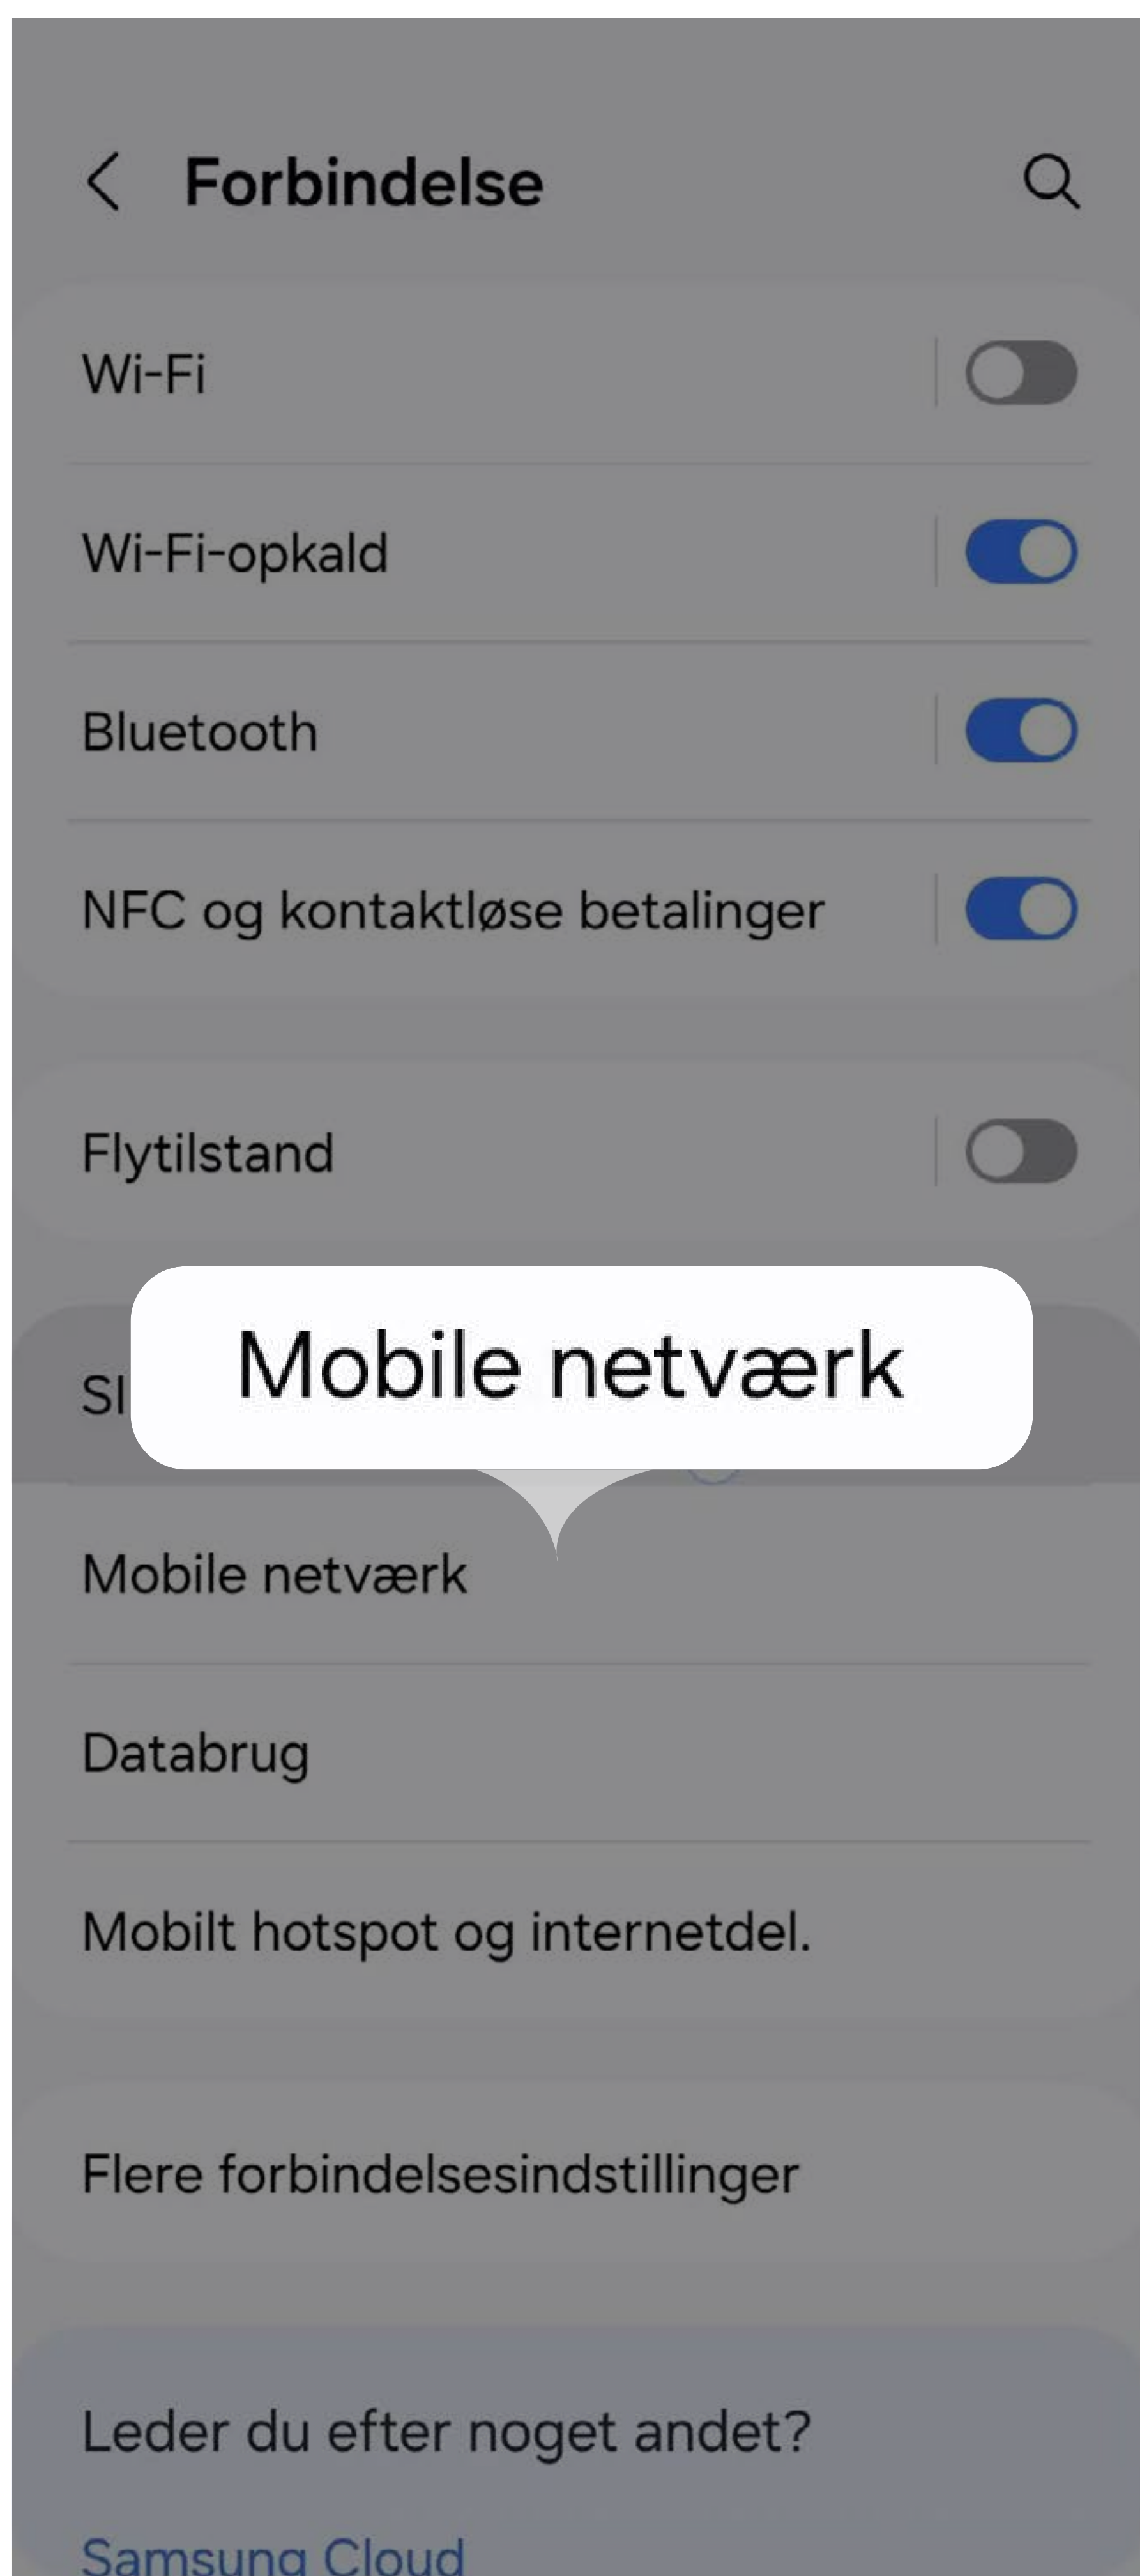 Forbindelse
Wi-Fi
Wi-Fi-opkald
Bluetooth
NFC og kontaktløse betalinger
Flytilstand
Mobile netværk
Mobile netværk
Databrug
Mobilt hotspot og internetdel.
Flere forbindelsesindstillinger
Leder du efter noget andet?
Samsung Cloud